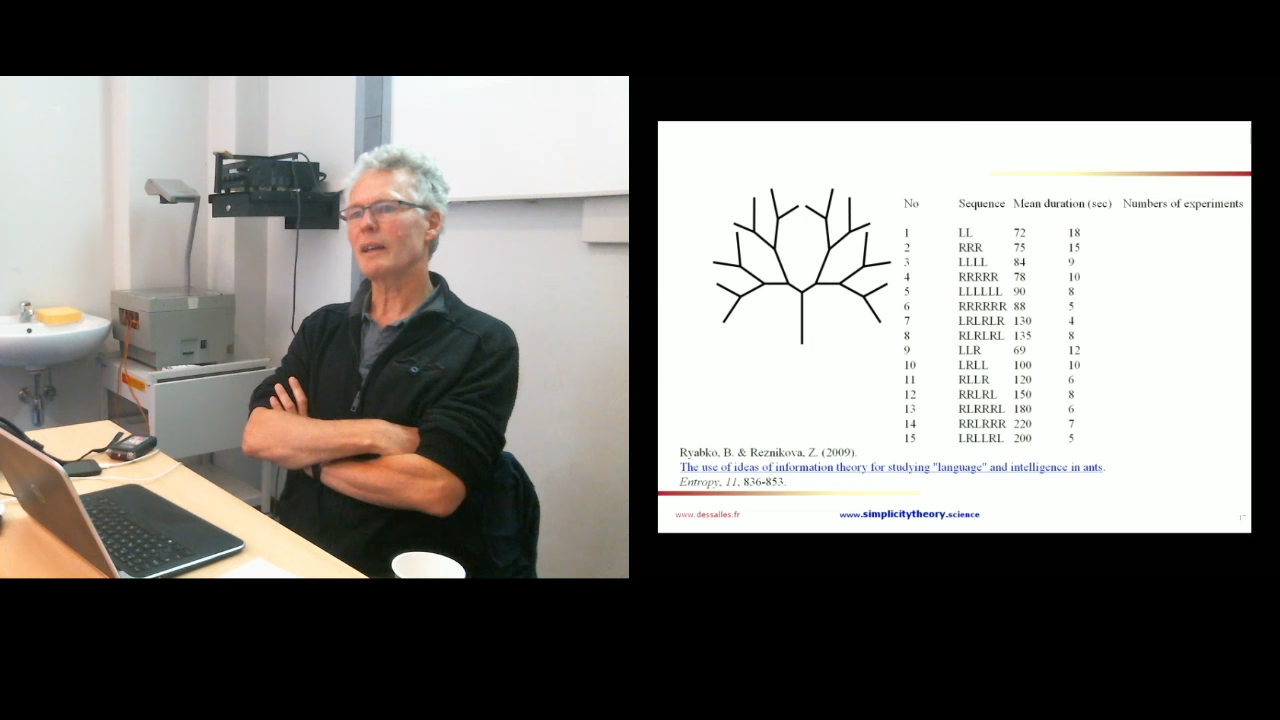 No Sequence Mean duration (sec) Numbers of experiments
1 LL 72 18
2 RRR 75 15
3 LLLL 84 9
4 RRRRR 78 10
5 LLLLLL 90 8
6 RRRRRR 88 5
7 LRLRLR 130 4
8 RLRLRL 135 8
9 LLR 69 12
10 LRLL 100 10
11 RLLR 120 6
12 RRLRL 150 8
13 RLRRRL 180 6
14 RRLRRR 220 7
15 LRLLRL 200 5
Ryabko, B. & Reznikova, Z. (2009).
The use of ideas of information theory for studying "language" and intelligence in ants.
Entropy, 11, 836-853.
www.dessalles.fr www.simplicitytheory.science